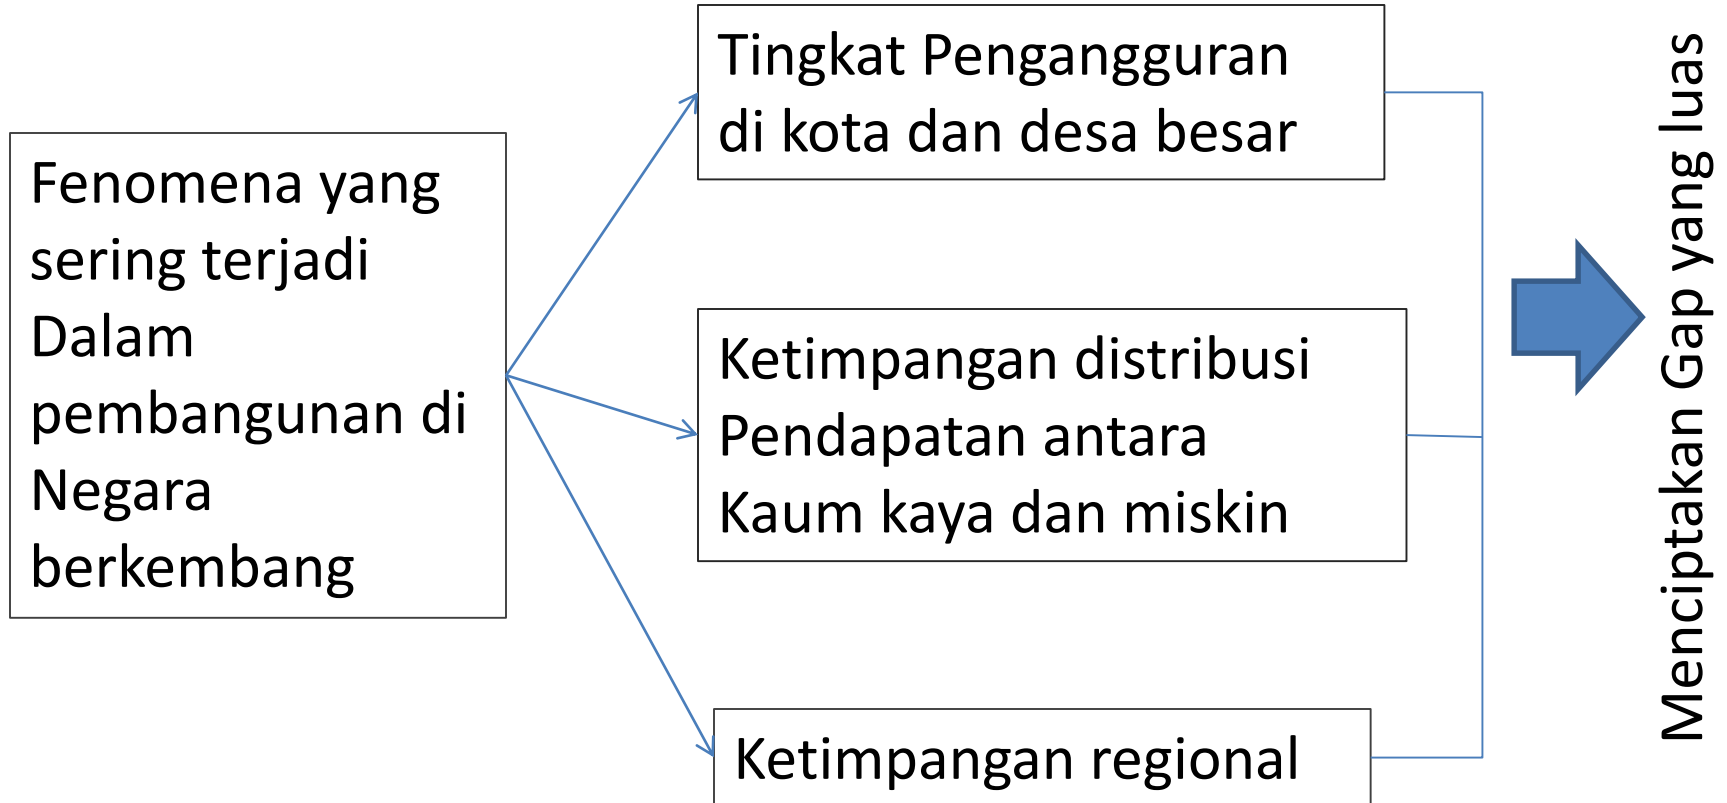 Fenomena yang
sering terjadi
Dalam
pembangunan di
Negara
berkembang
Tingkat Pengangguran
di kota dan desa besar
Ketimpangan distribusi
Pendapatan antara
Kaum kaya dan miskin
Ketimpangan regional
Menciptakan Gap yang luas